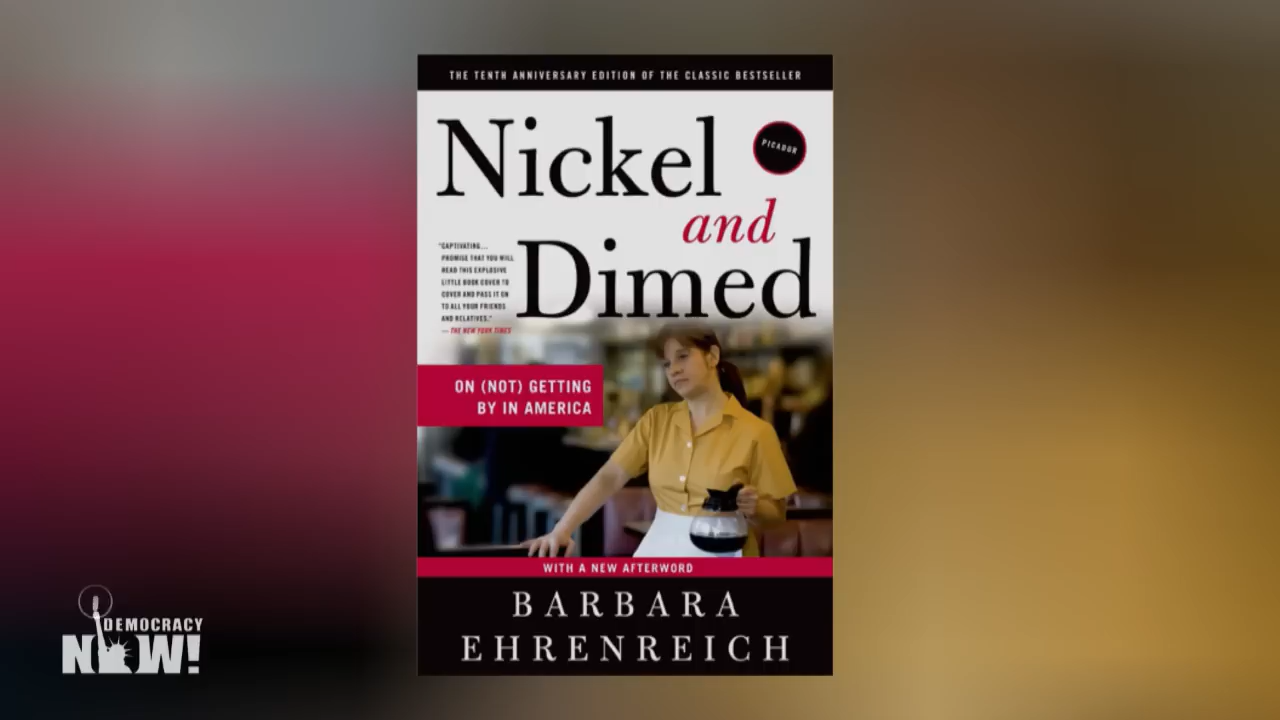 THE TENTH ANNIVERSARY EDITION OF THE CLASSIC BESTSELLER
Nickel
PICADOR
and
Dimed
"CAPTIVATING...
PROMISE THAT YOU WILL
READ THIS EXPLOSIVE
LITTLE BOOK COVER TO
COVER AND PASS IT ON
TO ALL YOUR FRIENDS
AND RELATIVES."
— THE NEW YORK TIMES
ON (NOT) GETTING
BY IN AMERICA
WITH A NEW AFTERWORD
BARBARA
EHRENREICH
DEMOCRACY
NOW!